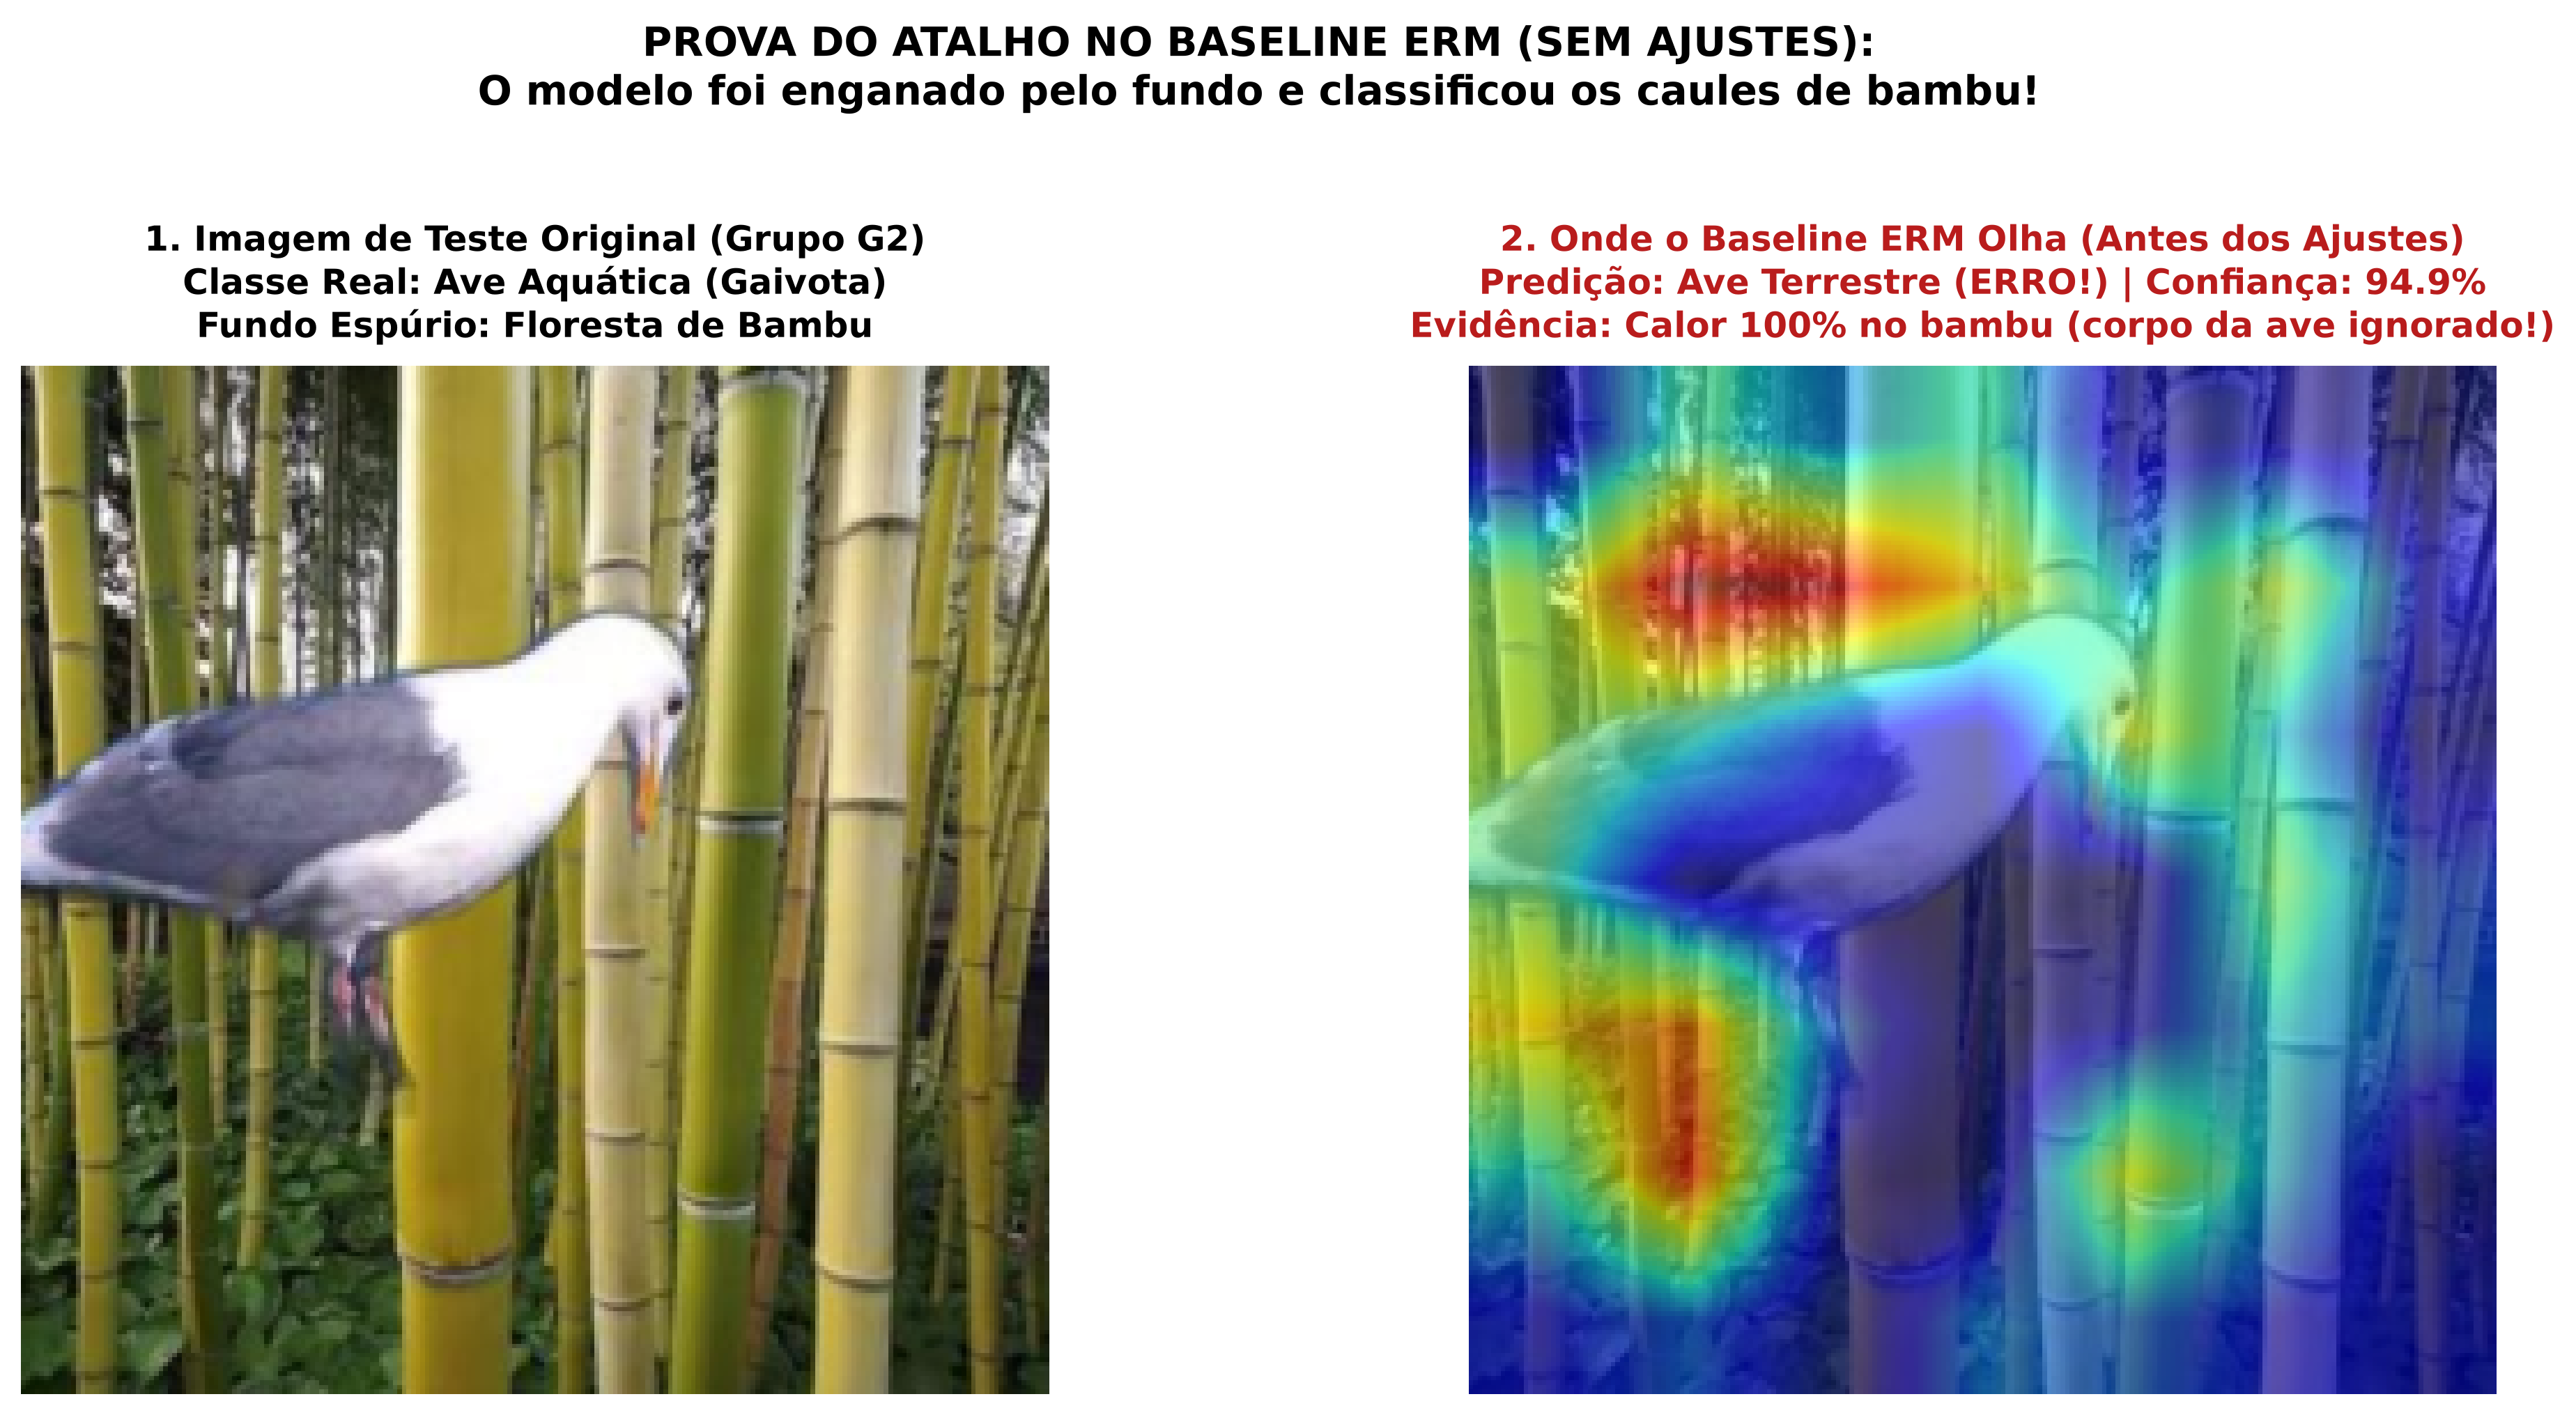 PROVA DO ATALHO NO BASELINE ERM (SEM AJUSTES):
O modelo foi enganado pelo fundo e classificou os caules de bambu!
1. Imagem de Teste Original (Grupo G2)
Classe Real: Ave Aquática (Gaivota)
Fundo Espúrio: Floresta de Bambu
2. Onde o Baseline ERM Olha (Antes dos Ajustes)
Predição: Ave Terrestre (ERRO!) | Confiança: 94.9%
Evidência: Calor 100% no bambu (corpo da ave ignorado!)